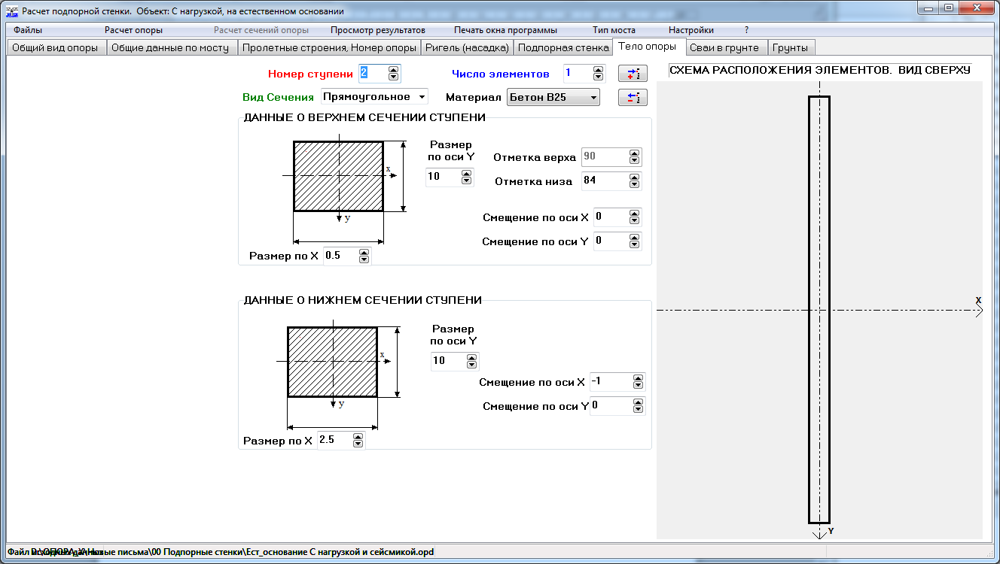 Расчет подпорной стенки. Объект: С нагрузкой, на естественном основании
Файлы Расчет опоры Расчет сечений опоры Просмотр результатов Печать окна программы Тип моста Настройки ?
Общий вид опоры Общие данные по мосту Пролетные строения, Номер опоры Ригель (насадка) Подпорная стенка Тело опоры Сваи в грунте Грунты
Номер ступени 2 Число элементов 1
Вид Сечения Прямоугольное Материал Бетон B25
СХЕМА РАСПОЛОЖЕНИЯ ЭЛЕМЕНТОВ. ВИД СВЕРХУ
ДАННЫЕ О ВЕРХНЕМ СЕЧЕНИИ СТУПЕНИ
Размер
по оси Y
10
Отметка верха 90
Отметка низа 84
x
y
Смещение по оси X 0
Смещение по оси Y 0
Размер по X 0.5
ДАННЫЕ О НИЖНЕМ СЕЧЕНИИ СТУПЕНИ
Размер
по оси Y
10
x
y
Смещение по оси X -1
Смещение по оси Y 0
Размер по X 2.5
X
Y
Файл письма\00 Подпорные стенки\Ест_основание С нагрузкой и сейсмикой.opd